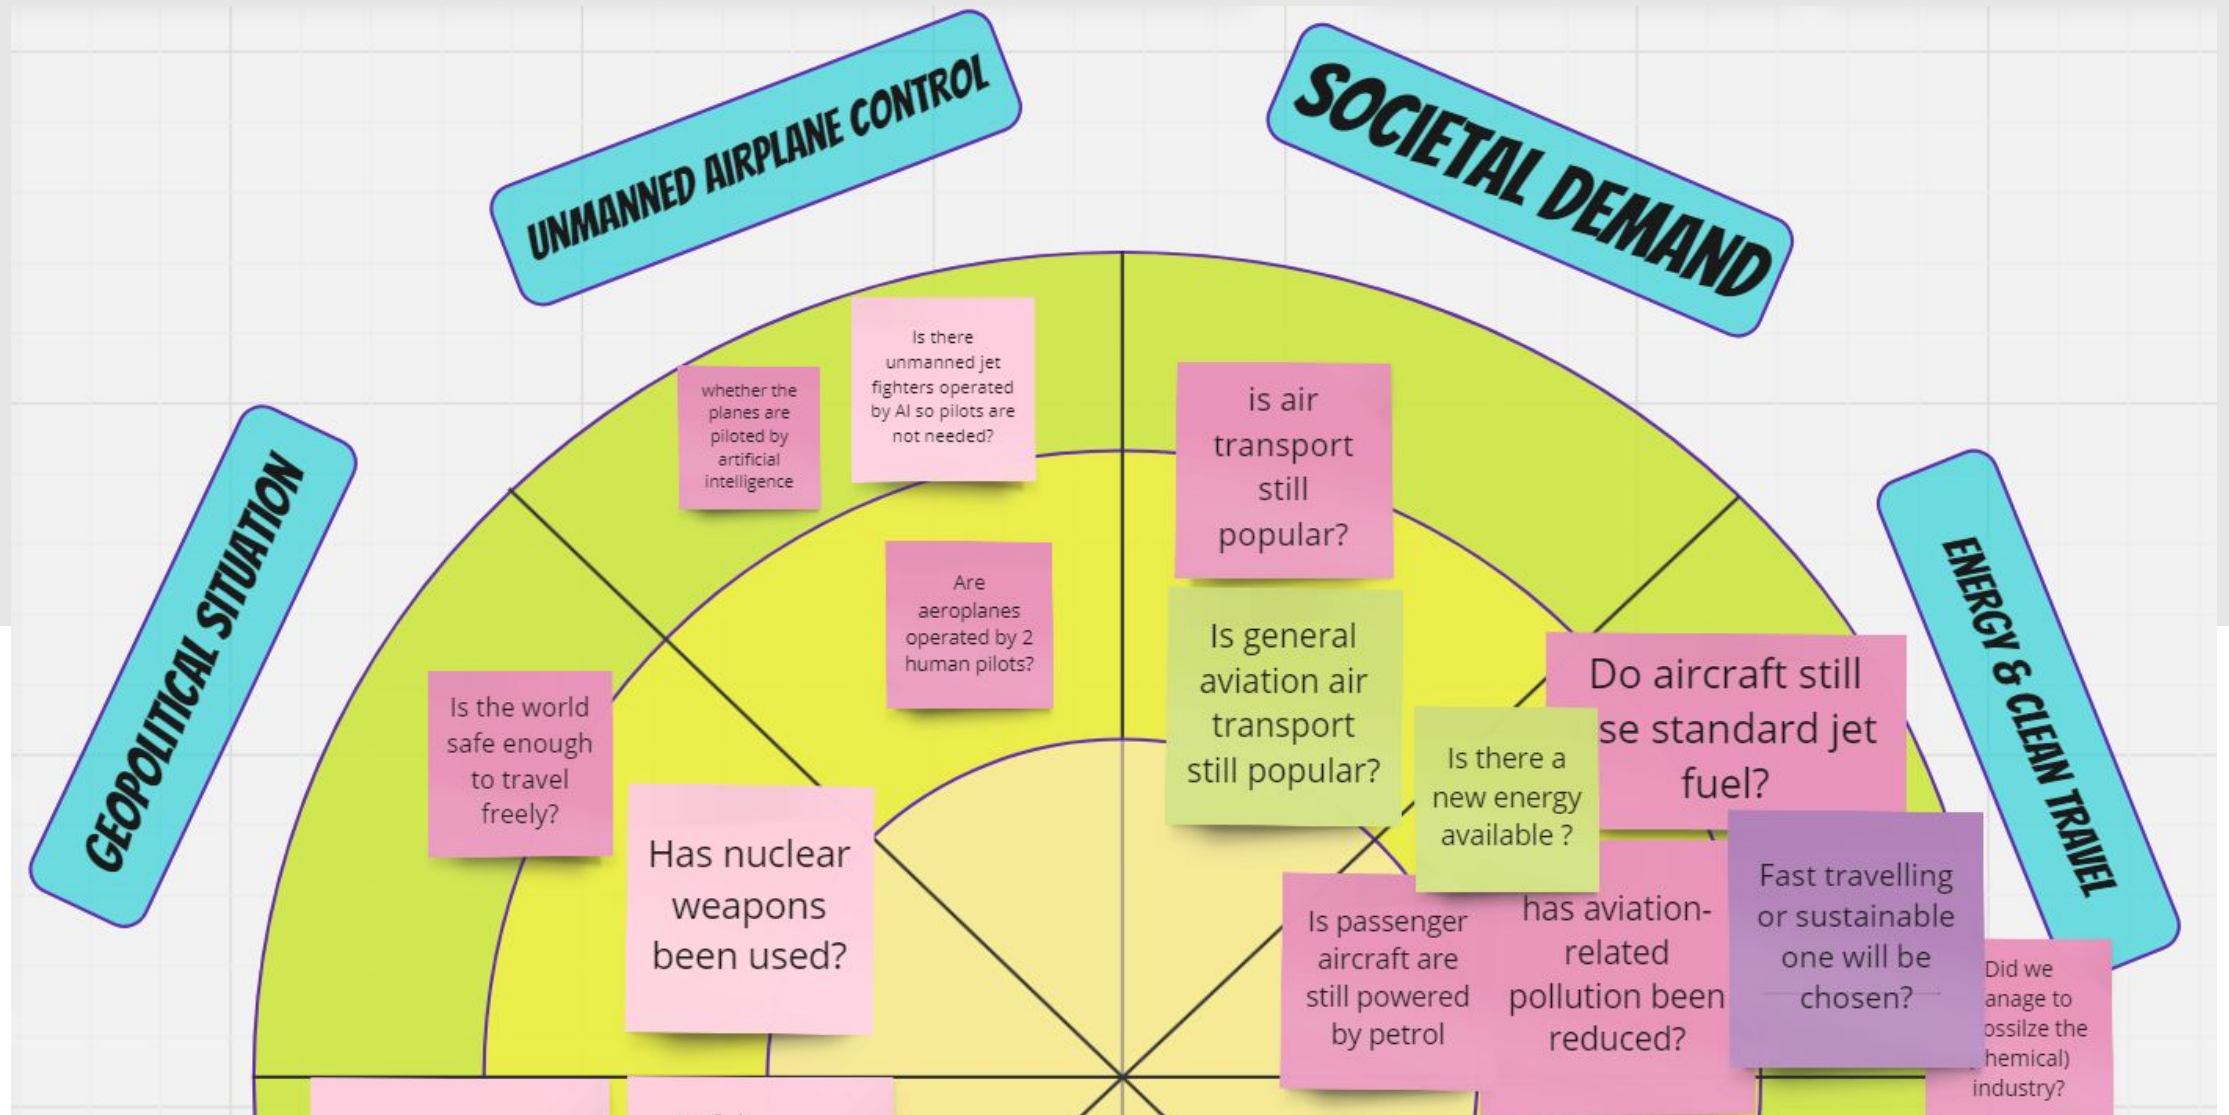 UNMANNED AIRPLANE CONTROL
SOCIETAL DEMAND
GEOPOLITICAL SITUATION
ENERGY & CLEAN TRAVEL
whether the
planes are
piloted by
artificial
intelligence
Is there
unmanned jet
fighters operated
by AI so pilots are
not needed?
is air
transport
still
popular?
Are
aeroplanes
operated by 2
human pilots?
Is general
aviation air
transport
still popular?
Is the world
safe enough
to travel
freely?
Has nuclear
weapons
been used?
Do aircraft still
se standard jet
fuel?
Is there a
new energy
available ?
Is passenger
aircraft are
still powered
by petrol
has aviation-
related
pollution been
reduced?
Fast travelling
or sustainable
one will be
chosen?
Did we
anage to
ossilze the
hemical)
industry?